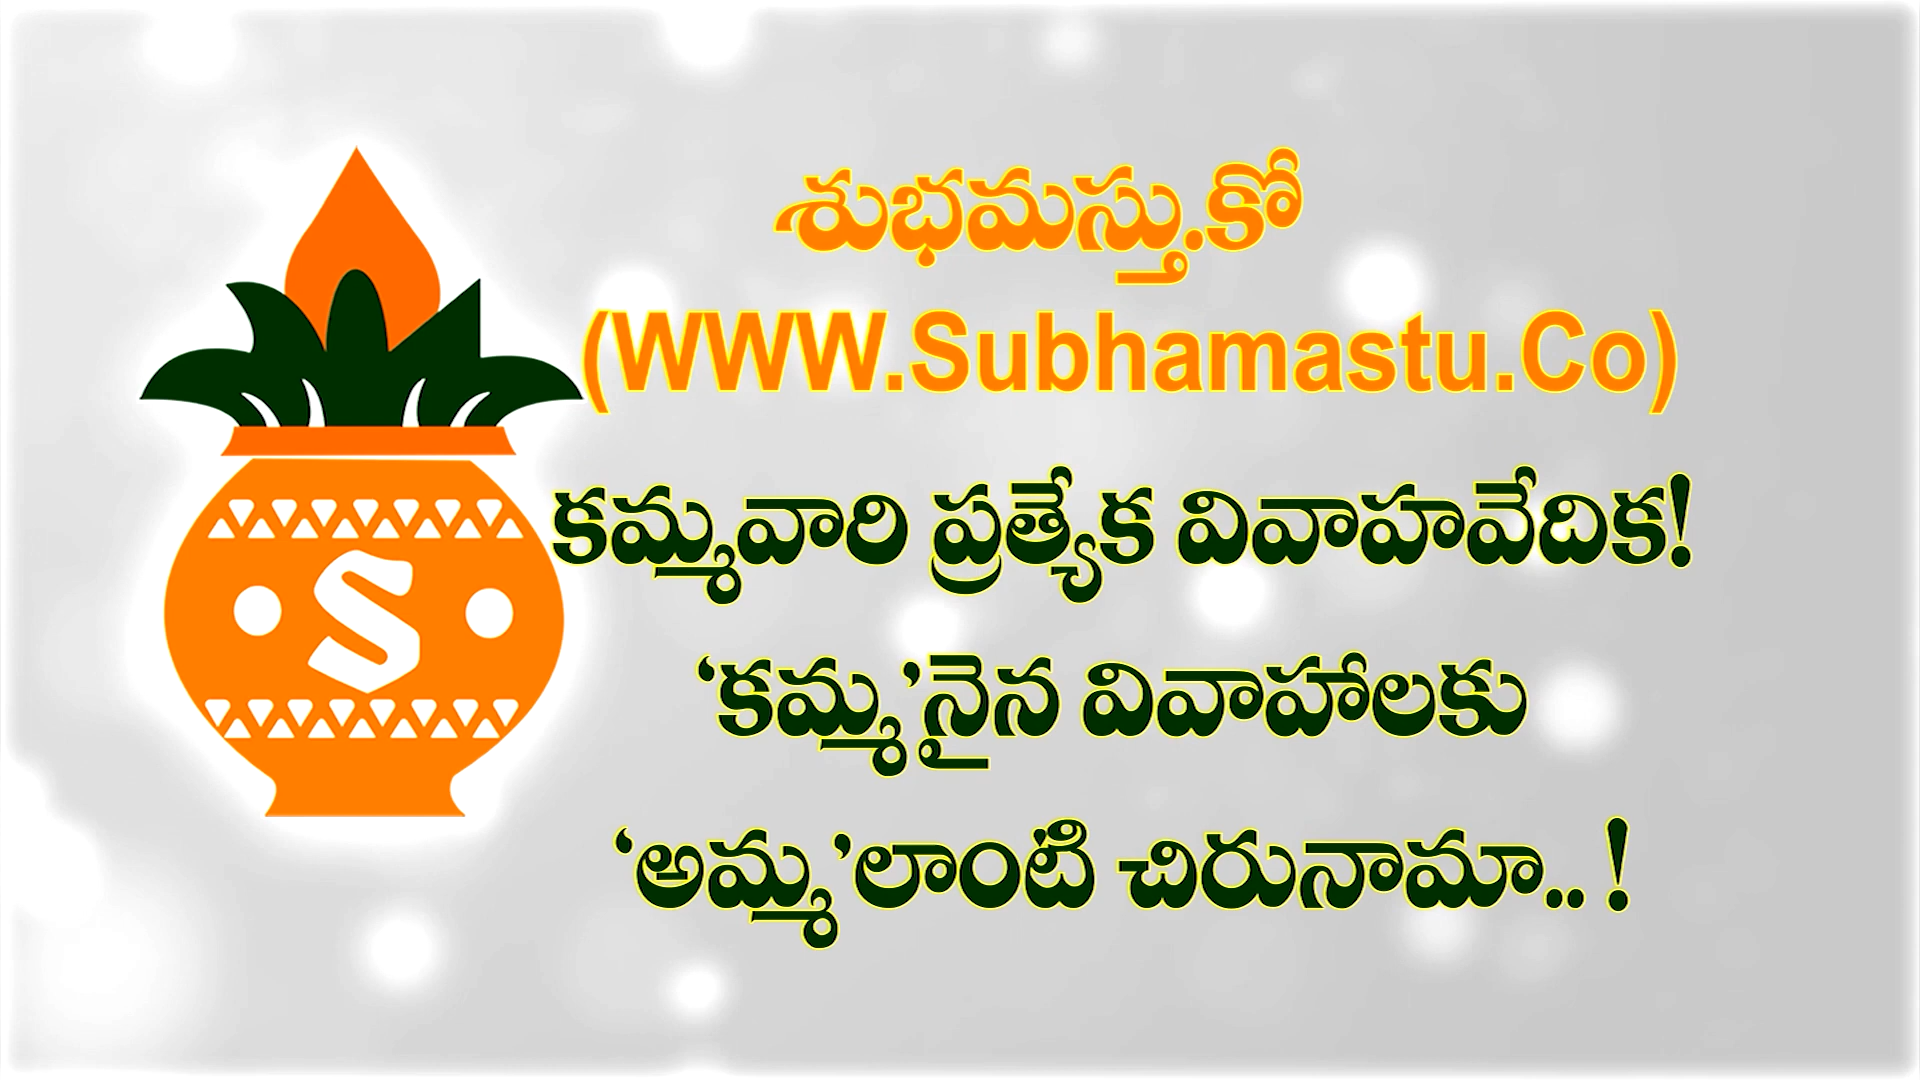 శుభమస్తు.కో
(WWW.Subhamastu.Co)
కమ్మవారి ప్రత్యేక వివాహవేదిక!
‘కమ్మ’నైన వివాహాలకు
‘అమ్మ’లాంటి చిరునామా.. !
S